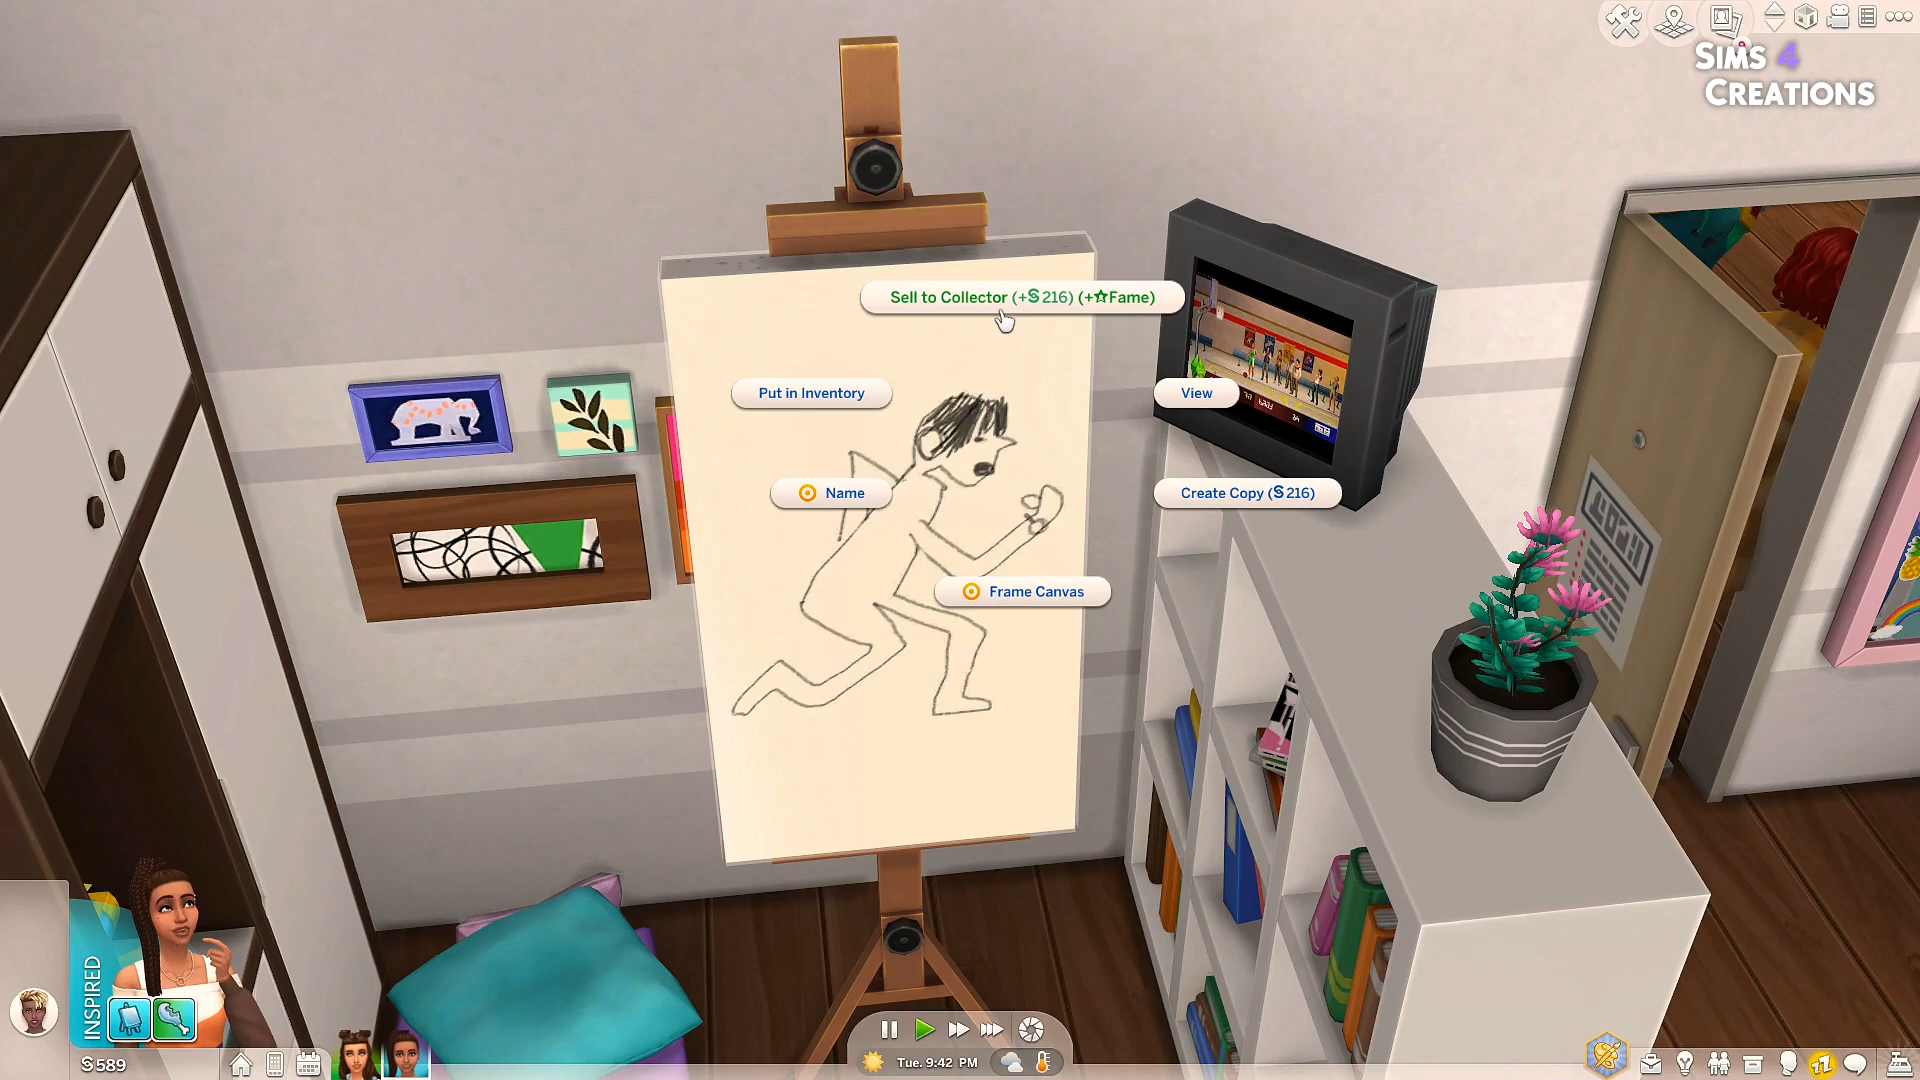 SIMS 4
CREATIONS
Sell to Collector (+§216) (+☆Fame)
Put in Inventory
View
Name
Create Copy (§216)
Frame Canvas
INSPIRED
§589
Tue. 9:42 PM